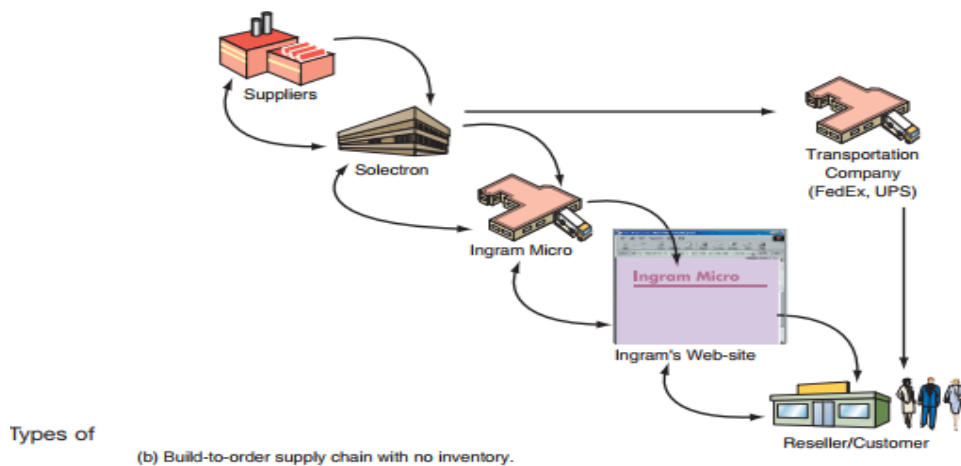 Suppliers
Solectron
Transportation
Company
(FedEx, UPS)
Ingram Micro
Ingram Micro
Ingram's Web-site
Reseller/Customer
Types of
(b) Build-to-order supply chain with no inventory.